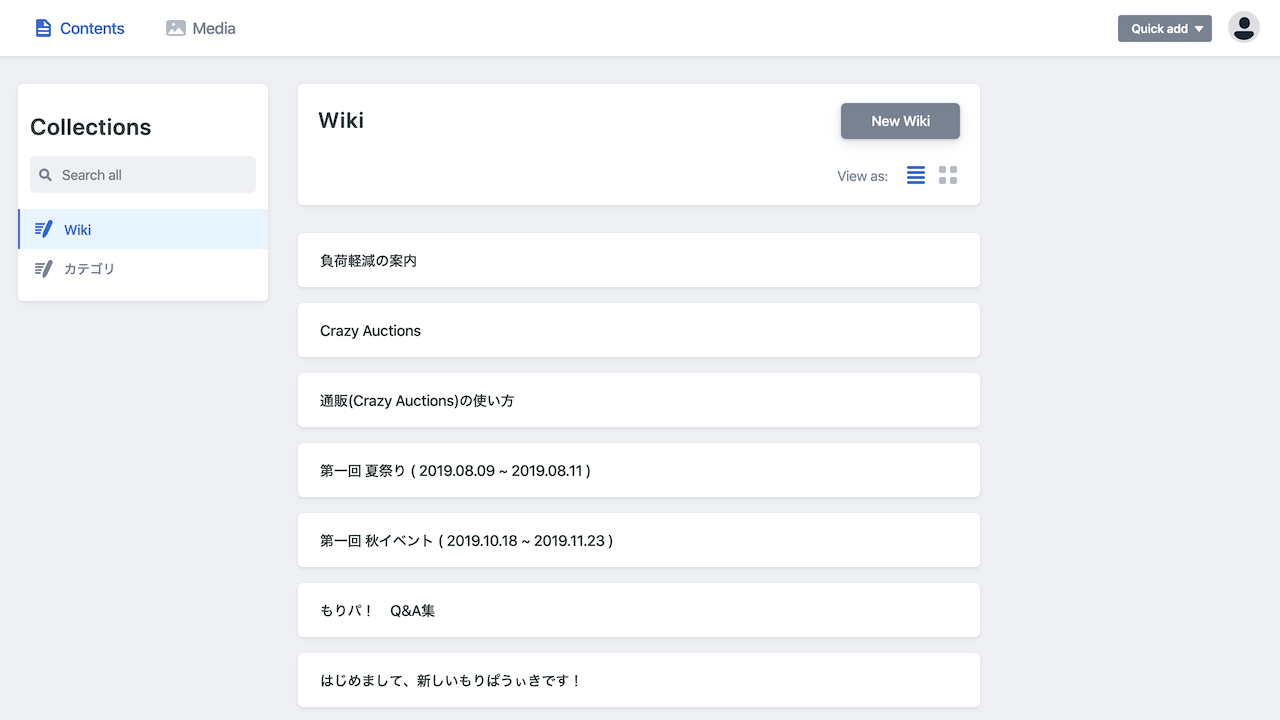 Contents
Media
Quick add
Collections
Search all
Wiki
カテゴリ
Wiki
New Wiki
View as:
負荷軽減の案内
Crazy Auctions
通販(Crazy Auctions)の使い方
第一回 夏祭り ( 2019.08.09 ~ 2019.08.11 )
第一回 秋イベント ( 2019.10.18 ~ 2019.11.23 )
もりパ！　Q&A集
はじめまして、新しいもりぱうぃきです！